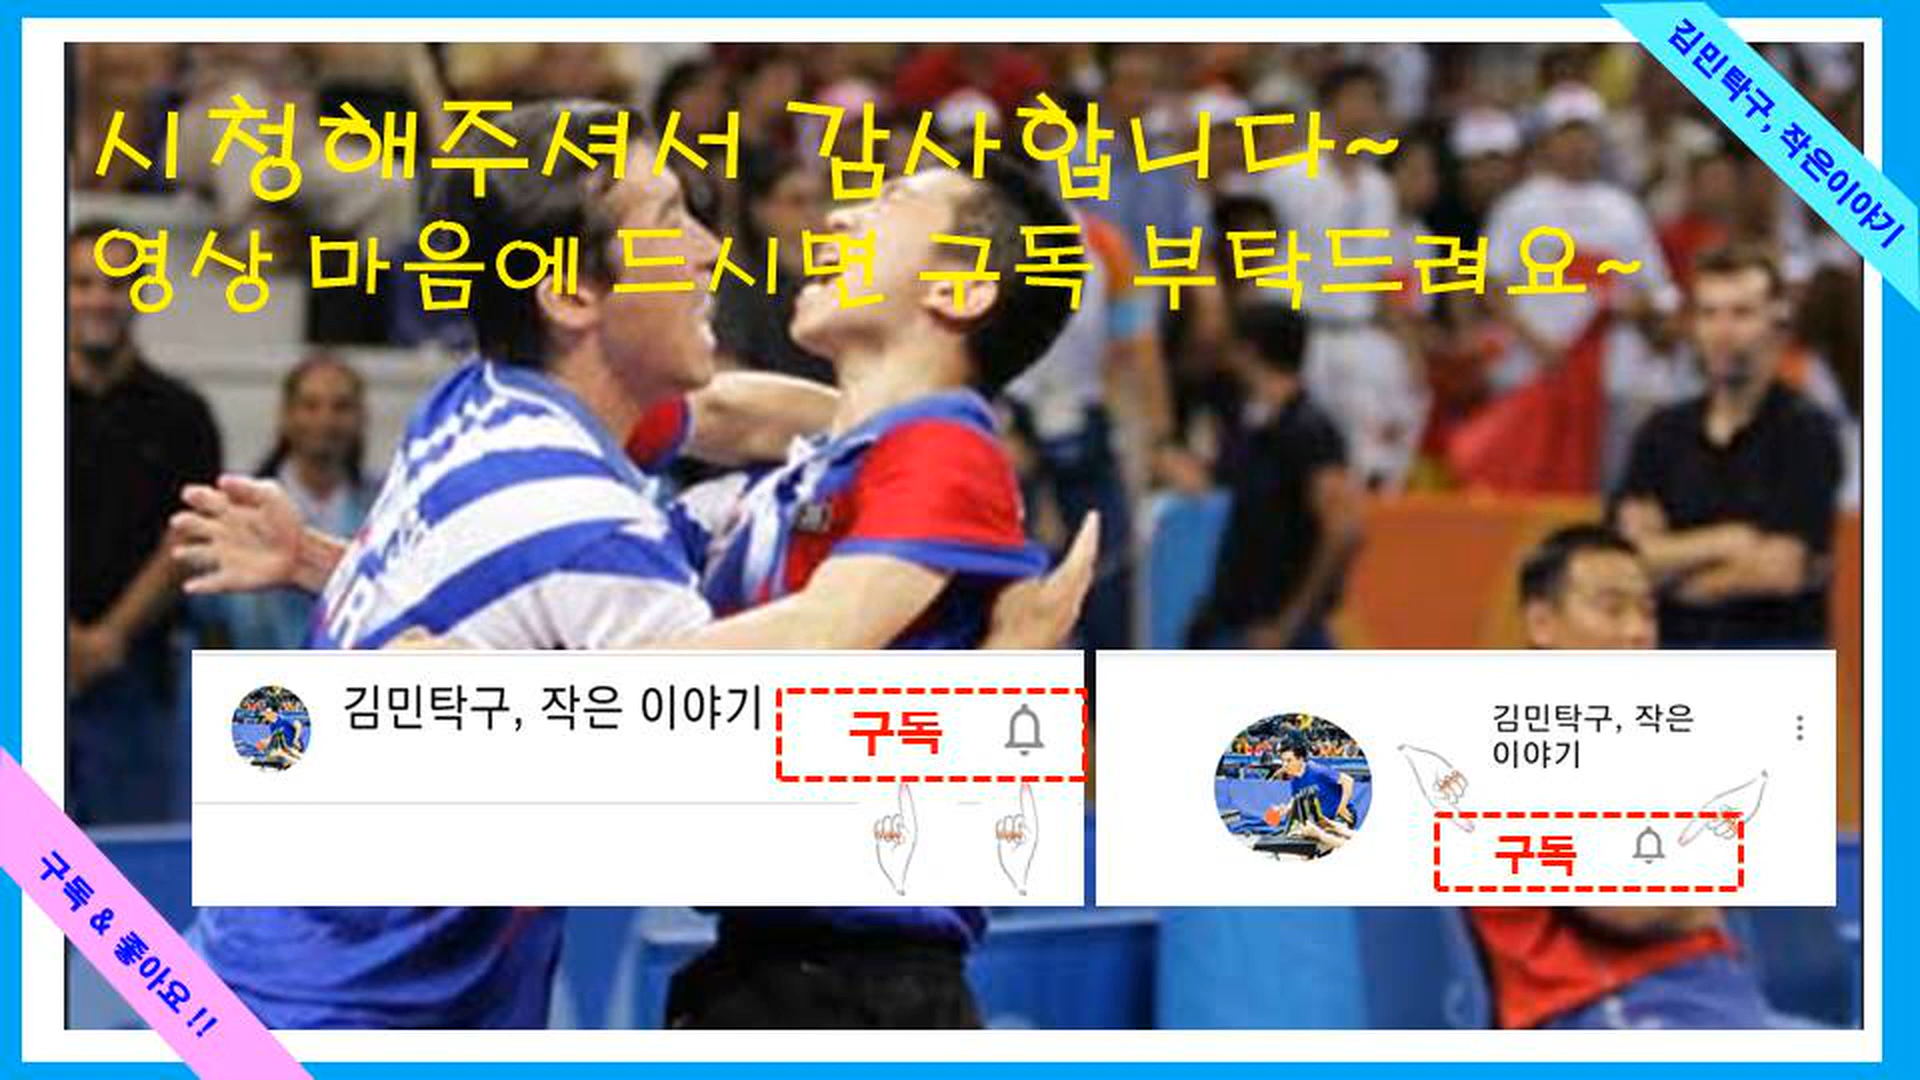 김민탁구, 작은이야기
시청해주셔서 감사합니다~
영상 마음에 드시면 구독 부탁드려요~
김민탁구, 작은 이야기
구독
김민탁구, 작은
이야기
구독
구독 & 좋아요 !!